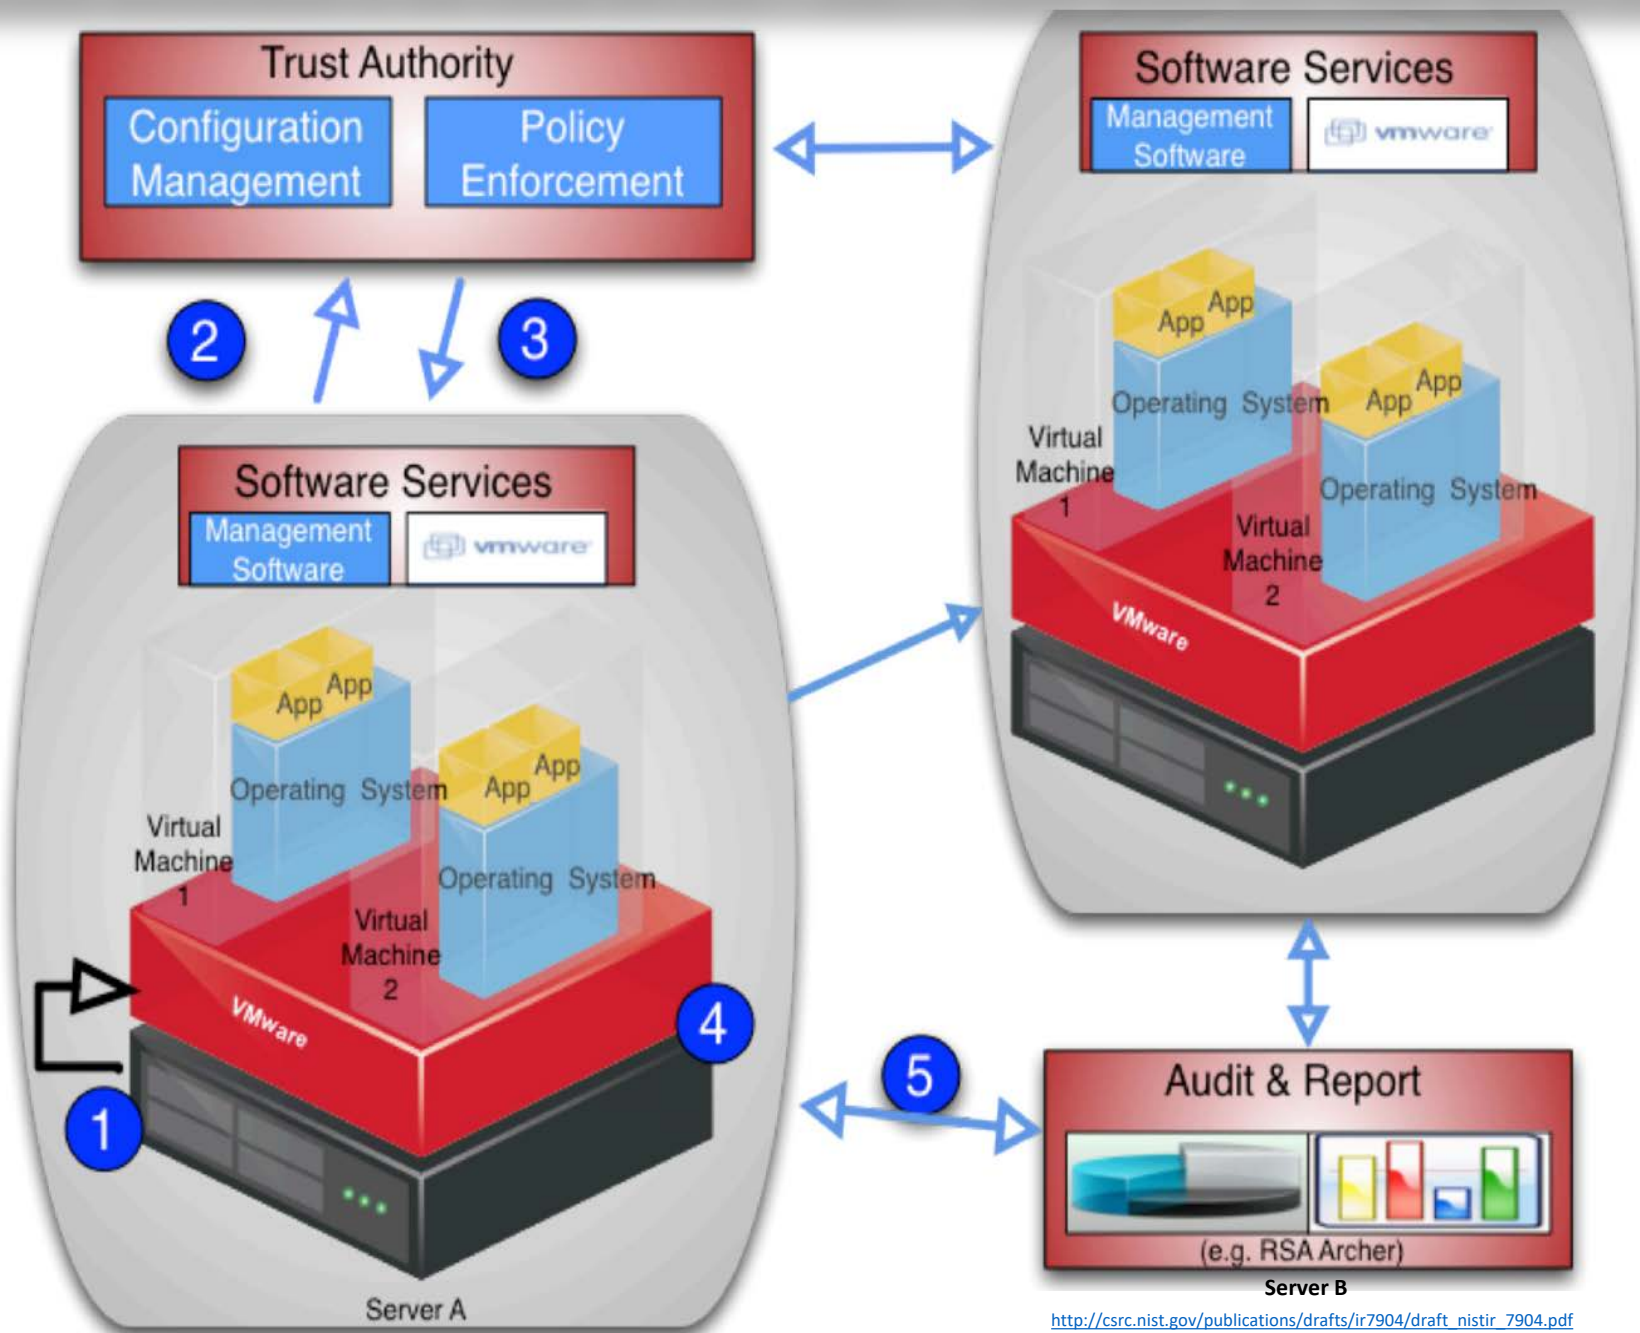 Trust Authority
Configuration
Management
Policy
Enforcement
2
3
Software Services
Management
Software
vmware
App
App
Operating System
Virtual
Machine
1
App
App
Operating System
Virtual
Machine
2
VMware
1
4
Server A
Software Services
Management
Software
vmware
App
App
Operating System
Virtual
Machine
1
App
App
Operating System
Virtual
Machine
2
VMware
5
Audit & Report
(e.g. RSA Archer)
Server B
http://csrc.nist.gov/publications/drafts/ir7904/draft_nistir_7904.pdf